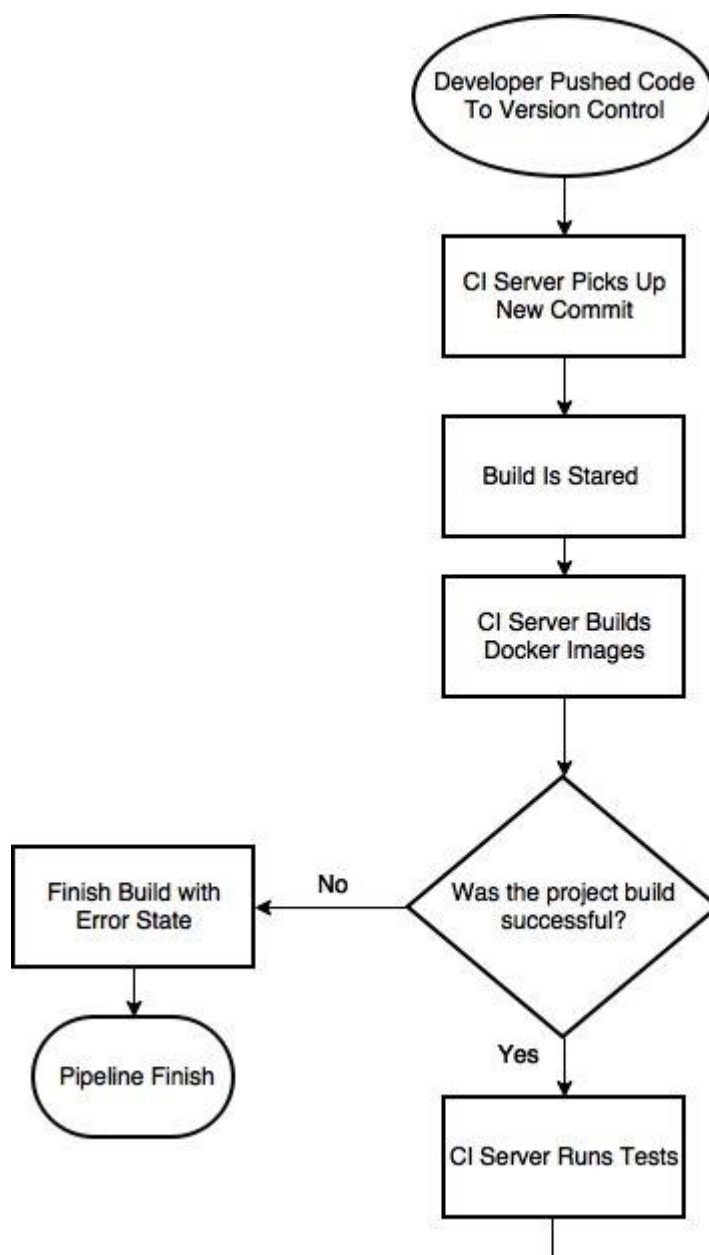 Developer Pushed Code
To Version Control
CI Server Picks Up
New Commit
Build Is Stared
CI Server Builds
Docker Images
Was the project build
successful?
No
Finish Build with
Error State
Pipeline Finish
Yes
CI Server Runs Tests